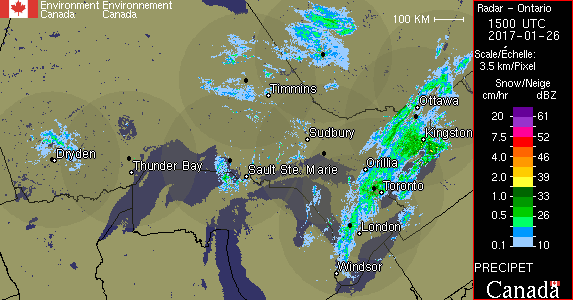 Environment Environnement
Canada Canada
100 KM
Timmins
Ottawa
Sudbury
Kingston
Dryden
Thunder Bay
Sault Ste. Marie
Orillia
Toronto
London
Windsor
Radar - Ontario
1500 UTC
2017-01-26
Scale/Échelle:
3.5 km/Pixel
Snow/Neige
cm/hr dBZ
20 61
7.5 52
4.0 46
2.0 39
1.0 33
0.5 26
0.1 10
PRECIPET
Canada